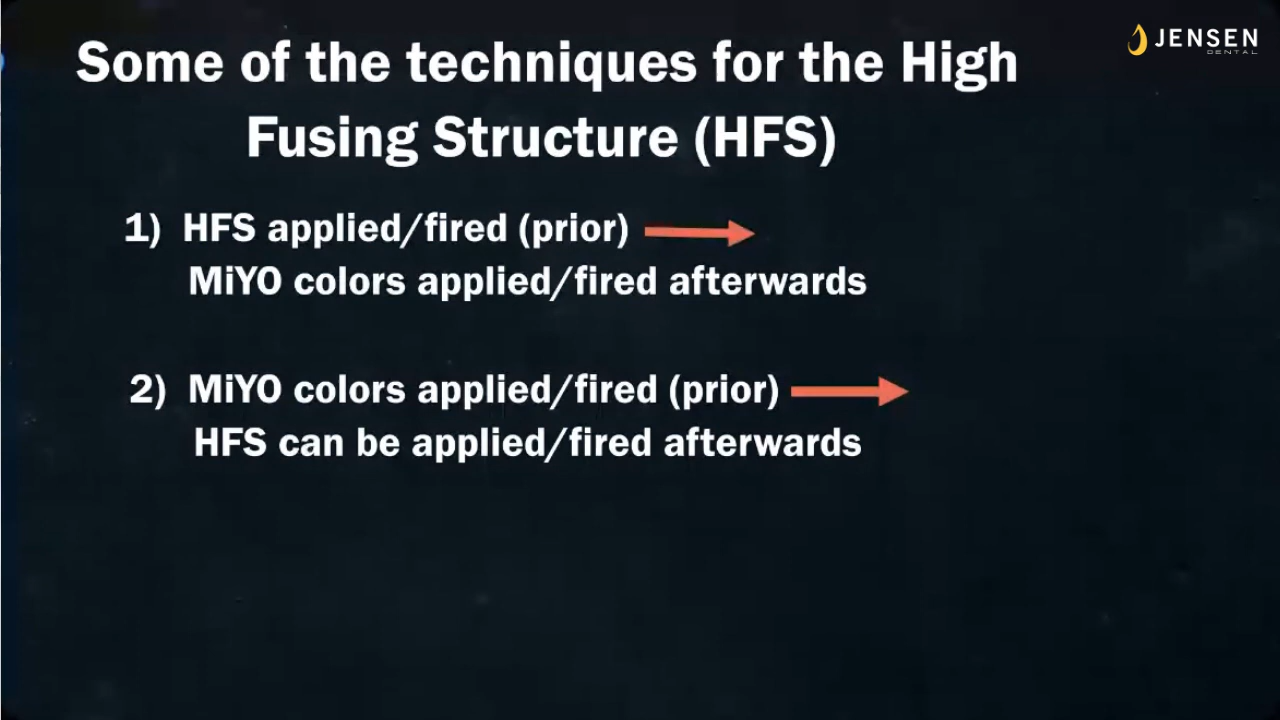 JENSEN
DENTAL
Some of the techniques for the High
Fusing Structure (HFS)
1) HFS applied/fired (prior)
MiYO colors applied/fired afterwards
2) MiYO colors applied/fired (prior)
HFS can be applied/fired afterwards